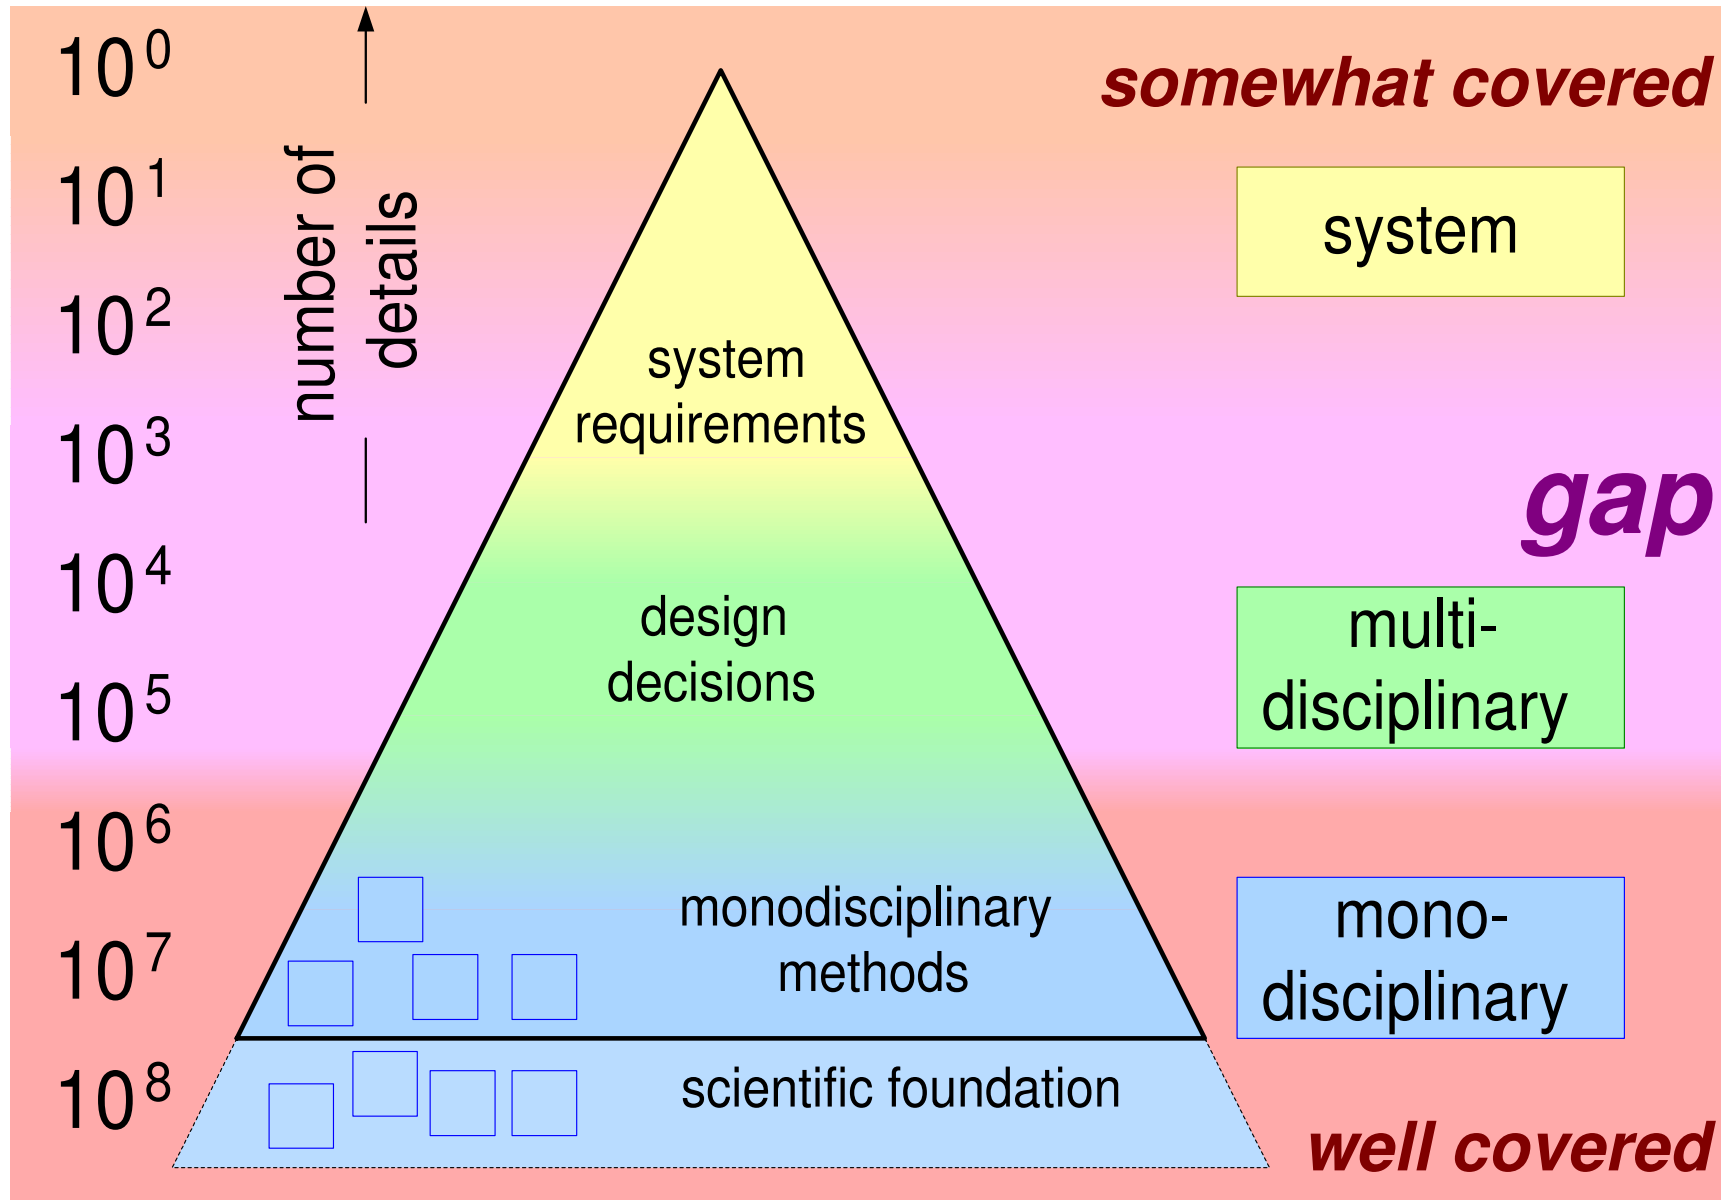 10^0
10^1
10^2
10^3
10^4
10^5
10^6
10^7
10^8
number of
details
system
requirements
design
decisions
monodisciplinary
methods
scientific foundation
somewhat covered
system
gap
multi-
disciplinary
mono-
disciplinary
well covered